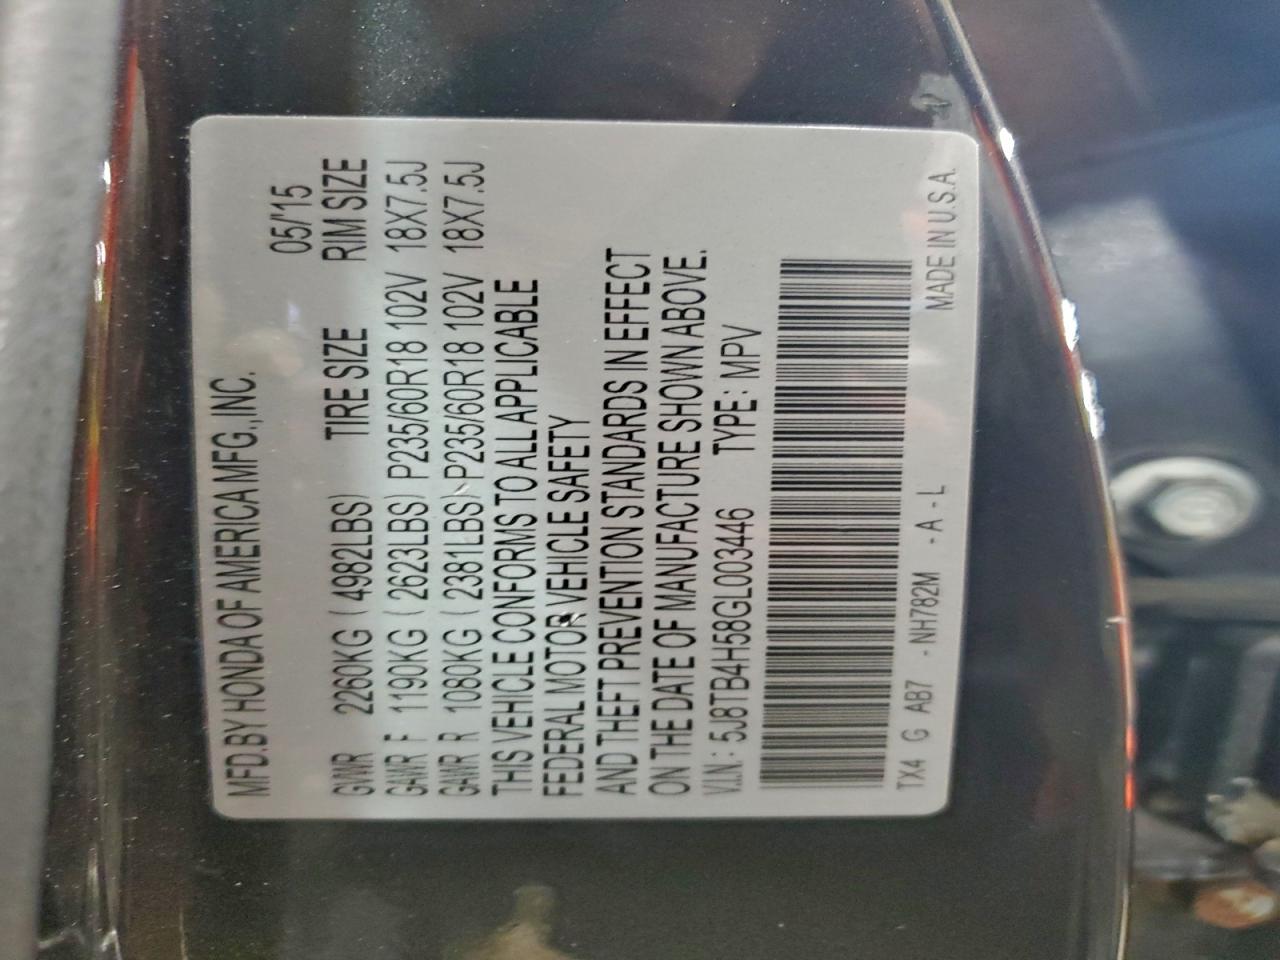 MFD. BY HONDA OF AMERICA MFG., INC.
05/'15
GVWR 2260KG ( 4982LBS) TIRE SIZE RIM SIZE
GAWR F 1190KG ( 2623LBS) P235/60R18 102V 18X7.5J
GAWR R 1080KG ( 2381LBS) P235/60R18 102V 18X7.5J
THIS VEHICLE CONFORMS TO ALL APPLICABLE
FEDERAL MOTOR VEHICLE SAFETY
AND THEFT PREVENTION STANDARDS IN EFFECT
ON THE DATE OF MANUFACTURE SHOWN ABOVE.
V.I.N.: 5J8TB4H58GL003446 TYPE: MPV
TX4 G AB7 -NH782M -A-L MADE IN U.S.A.